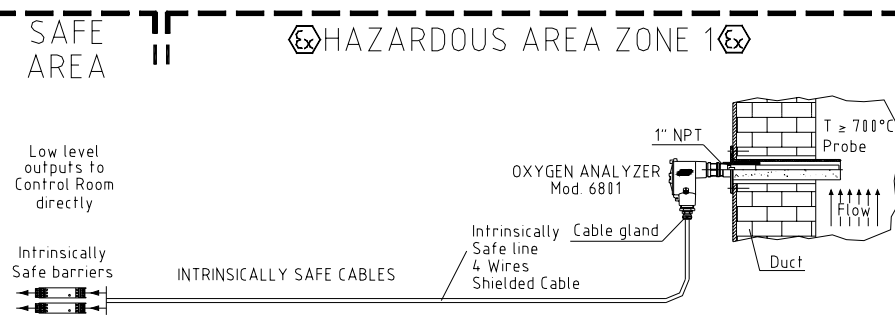 SAFE
AREA
Ex HAZARDOUS AREA ZONE 1 Ex
Low level
outputs to
Control Room
directly
Intrinsically
Safe barriers
INTRINSICALLY SAFE CABLES
Intrinsically
Safe line
4 Wires
Shielded Cable
Cable gland
OXYGEN ANALYZER
Mod. 6801
1" NPT
T ≥ 700°C
Probe
Flow
Duct